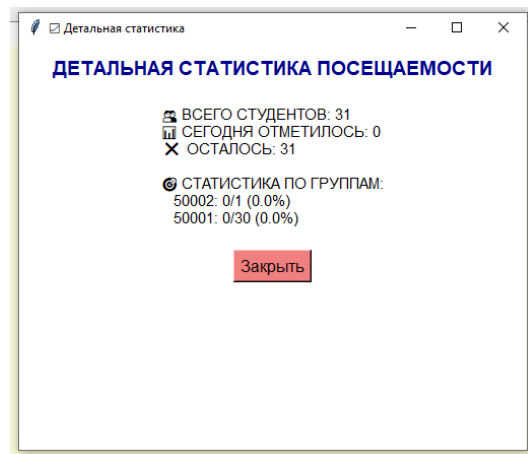 ☑ Детальная статистика
ДЕТАЛЬНАЯ СТАТИСТИКА ПОСЕЩАЕМОСТИ
👥 ВСЕГО СТУДЕНТОВ: 31
📊 СЕГОДНЯ ОТМЕТИЛОСЬ: 0
❌ ОСТАЛОСЬ: 31
🎯 СТАТИСТИКА ПО ГРУППАМ:
50002: 0/1 (0.0%)
50001: 0/30 (0.0%)
Закрыть